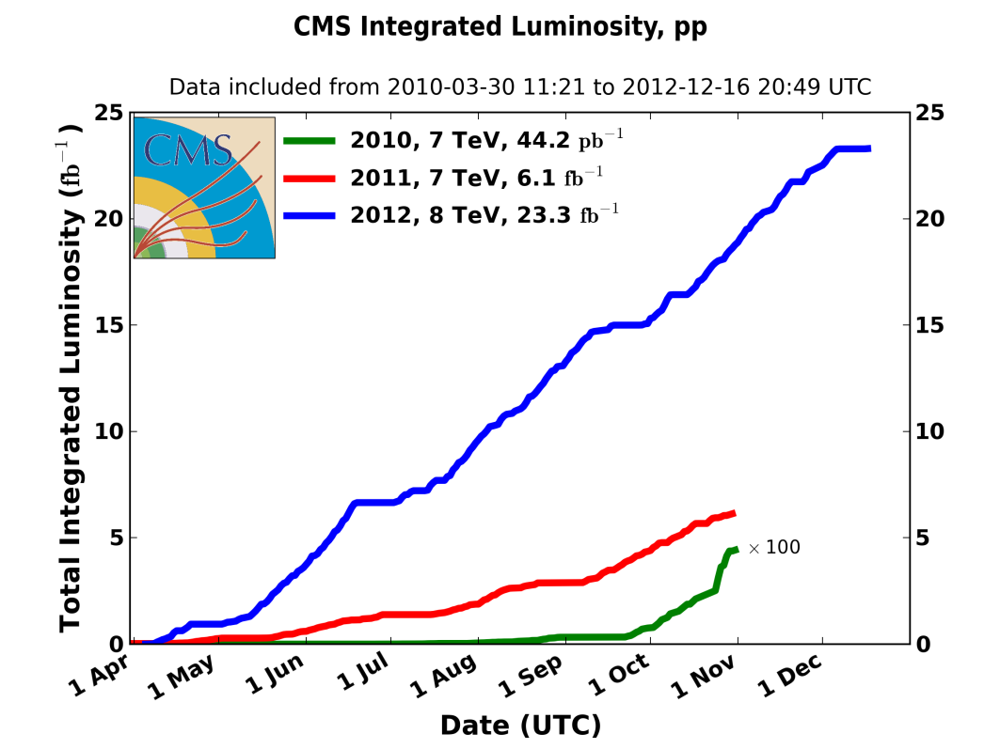 CMS Integrated Luminosity, pp
Data included from 2010-03-30 11:21 to 2012-12-16 20:49 UTC
CMS
2010, 7 TeV, 44.2 pb⁻¹
2011, 7 TeV, 6.1 fb⁻¹
2012, 8 TeV, 23.3 fb⁻¹
Total Integrated Luminosity (fb⁻¹)
25
20
15
10
5
0
25
20
15
10
5
0
× 100
1 Apr
1 May
1 Jun
1 Jul
1 Aug
1 Sep
1 Oct
1 Nov
1 Dec
Date (UTC)